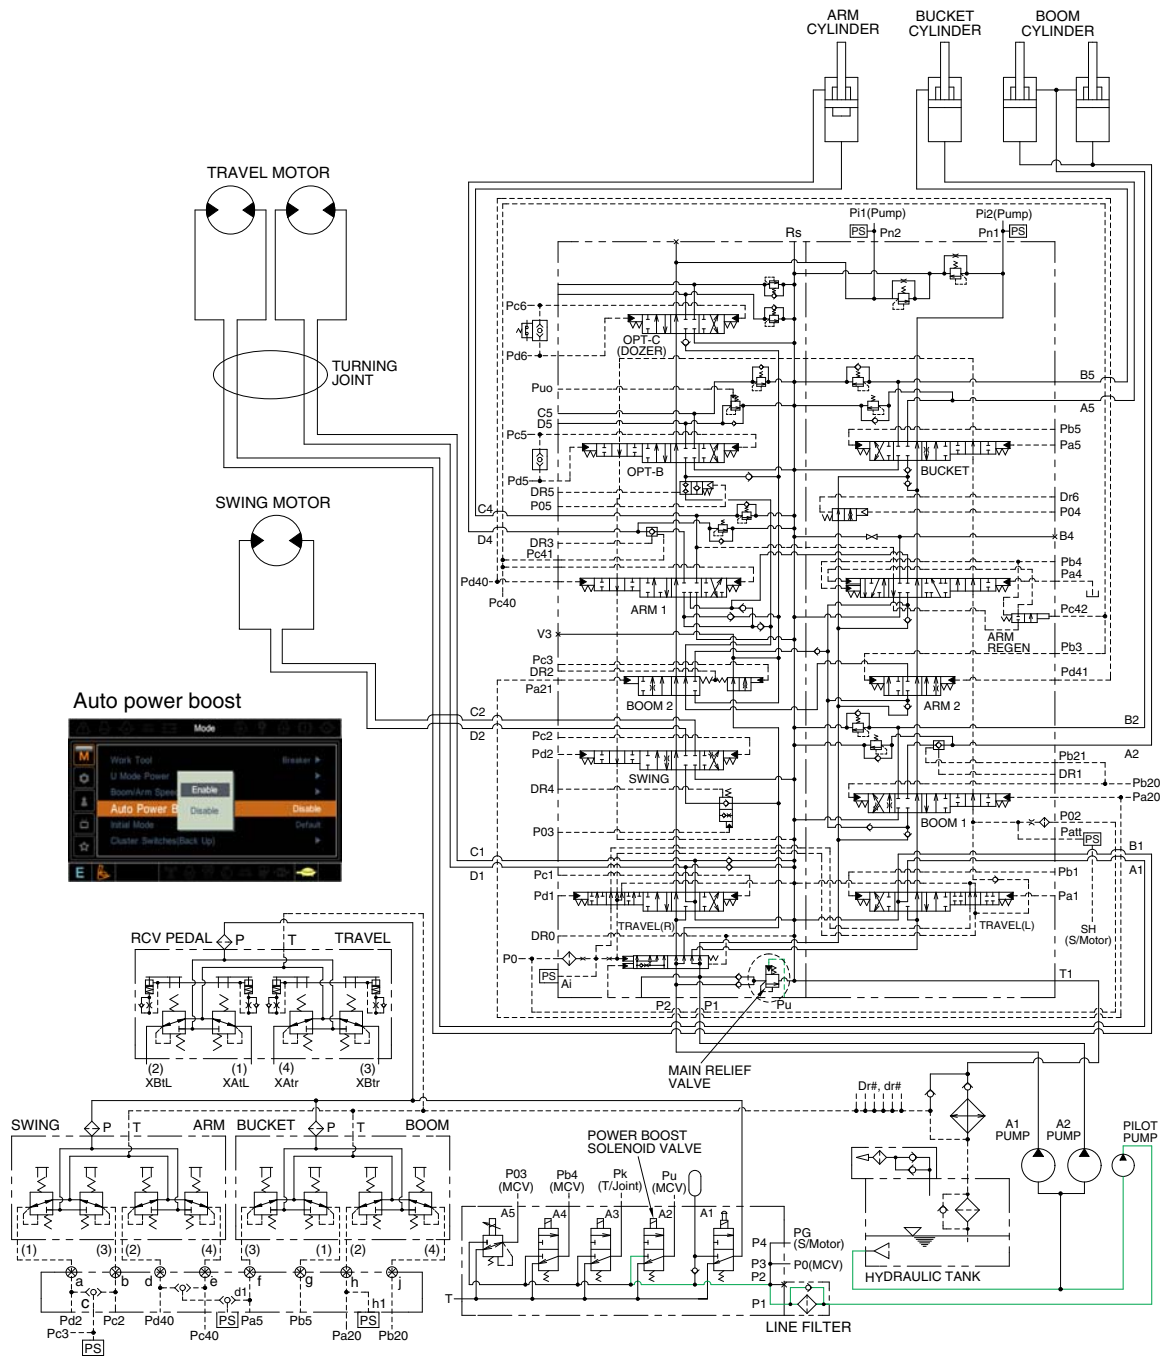 ARM
CYLINDER
BUCKET
CYLINDER
BOOM
CYLINDER
TRAVEL MOTOR
Pi1(Pump)
Pi2(Pump)
PS
Pn2
Rs
Pn1
PS
Pc6
OPT-C
(DOZER)
Pd6
TURNING
JOINT
Puo
B5
C5
D5
A5
Pc5
Pb5
Pa5
OPT-B
BUCKET
Pd5
DR5
P05
Dr6
P04
SWING MOTOR
C4
D4
DR3
Pc41
B4
Pb4
Pa4
Pd40
Pc40
ARM 1
Pc42
ARM
REGEN
V3
Pc3
DR2
Pa21
Pb3
Pd41
BOOM 2
ARM 2
Auto power boost
C2
D2
B2
A2
Mode
M
Work Tool
Breaker
U Mode Power
Boom/Arm Speed
Enable
Auto Power B
Disable
Disable
Initial Mode
Default
Cluster Switches(Back Up)
E
Pc2
Pd2
SWING
Pb21
DR1
DR4
Pb20
Pa20
BOOM 1
P03
P02
Patt
PS
C1
D1
B1
A1
Pc1
Pd1
Pb1
Pa1
TRAVEL(R)
TRAVEL(L)
SH
(S/Motor)
DR0
P0
PS
Ai
T1
P2
P1
Pu
RCV PEDAL
P
T
TRAVEL
(2)
XBtL
(1)
XAtL
(4)
XAtr
(3)
XBtr
MAIN RELIEF
VALVE
Dr#, dr#
A1
PUMP
A2
PUMP
PILOT
PUMP
SWING
P
T
ARM
BUCKET
P
T
BOOM
POWER BOOST
SOLENOID VALVE
P03
(MCV)
Pb4
(MCV)
Pk
(T/Joint)
Pu
(MCV)
A5
A4
A3
A2
A1
P4
PG
(S/Motor)
P3
P0(MCV)
P2
P1
T
LINE FILTER
HYDRAULIC TANK
(1)
(3)
(2)
(4)
(3)
(1)
(2)
(4)
a
b
d
e
f
g
h
j
c
d1
h1
Pd2
Pc2
Pd40
PS
Pa5
Pb5
PS
Pc3
Pc40
Pa20
Pb20
PS